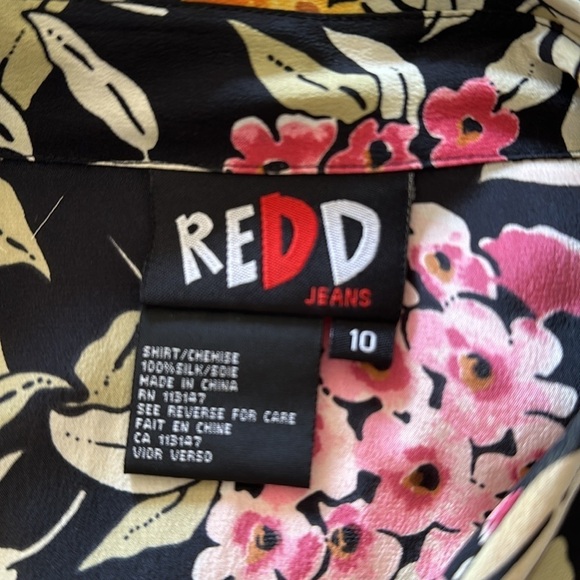 REDD
JEANS
10
SHIRT/CHEMISE
100%SILK/SOIE
MADE IN CHINA
RN 113147
SEE REVERSE FOR CARE
FAIT EN CHINE
CA 113147
VIOR VERSO